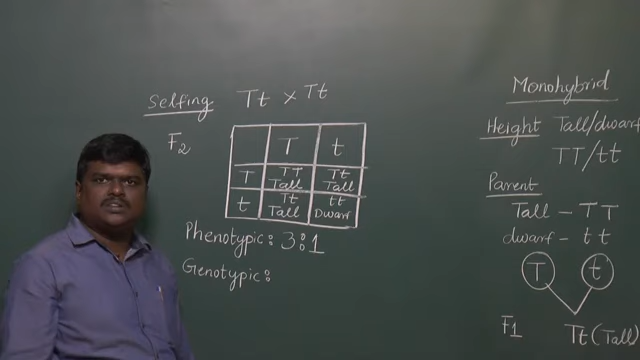 Selfing Tt × Tt
F2
T t
T TT Tall Tt Tall
t Tt Tall tt Dwarf
Phenotypic: 3:1
Genotypic:
Monohybrid
Height Tall/dwarf
TT/tt
Parent
Tall - TT
dwarf - tt
T t
F1 Tt (Tall)